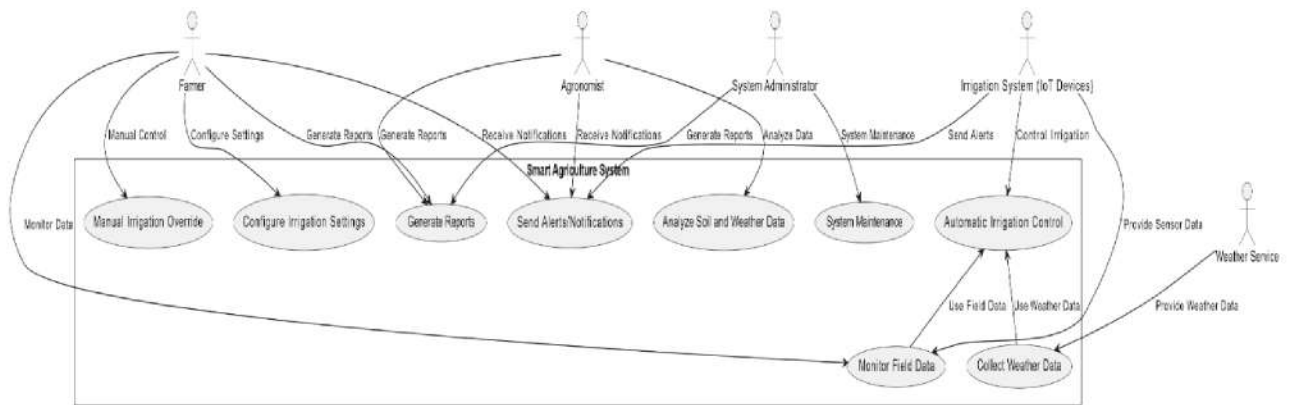 Farmer
Agronomist
System Administrator
Irrigation System (IoT Devices)
Manual Control
Configure Settings
Generate Reports
Generate Reports
Receive Notifications
Receive Notifications
Generate Reports
Analyze Data
System Maintenance
Send Alerts
Control Irrigation
Smart Agriculture System
Monitor Data
Manual Irrigation Override
Configure Irrigation Settings
Generate Reports
Send Alerts/Notifications
Analyze Soil and Weather Data
System Maintenance
Automatic Irrigation Control
Provide Sensor Data
Weather Service
Use Field Data
Use Weather Data
Provide Weather Data
Monitor Field Data
Collect Weather Data